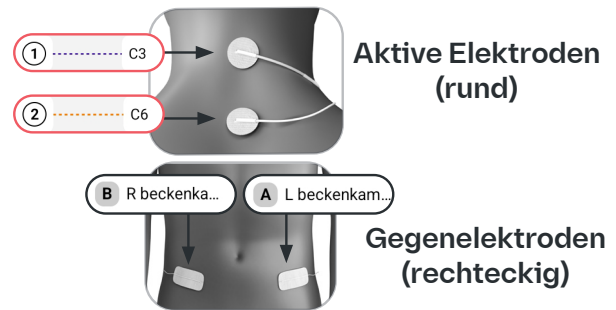 1 C3
Aktive Elektroden
(rund)
2 C6
B R beckenka...
A L beckenkam...
Gegenelektroden
(rechteckig)